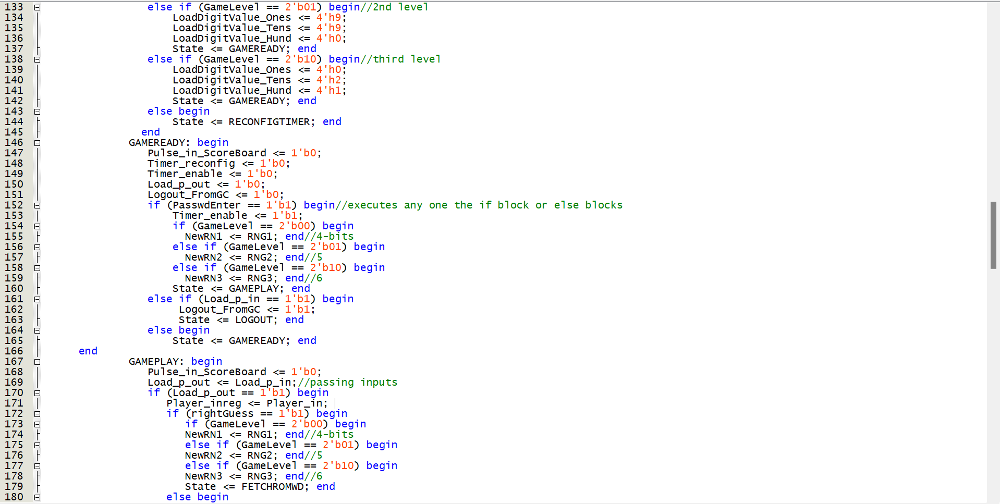 133 else if (GameLevel == 2'b01) begin//2nd level
134 LoadDigitValue_Ones <= 4'h9;
135 LoadDigitValue_Tens <= 4'h9;
136 LoadDigitValue_Hund <= 4'h0;
137 State <= GAMEREADY; end
138 else if (GameLevel == 2'b10) begin//third level
139 LoadDigitValue_Ones <= 4'h0;
140 LoadDigitValue_Tens <= 4'h2;
141 LoadDigitValue_Hund <= 4'h1;
142 State <= GAMEREADY; end
143 else begin
144 State <= RECONFIGTIMER; end
145 end
146 GAMEREADY: begin
147 Pulse_in_ScoreBoard <= 1'b0;
148 Timer_reconfig <= 1'b0;
149 Timer_enable <= 1'b0;
150 Load_p_out <= 1'b0;
151 Logout_FromGC <= 1'b0;
152 if (PasswdEnter == 1'b1) begin//executes any one the if block or else blocks
153 Timer_enable <= 1'b1;
154 if (GameLevel == 2'b00) begin
155 NewRN1 <= RNG1; end//4-bits
156 else if (GameLevel == 2'b01) begin
157 NewRN2 <= RNG2; end//5
158 else if (GameLevel == 2'b10) begin
159 NewRN3 <= RNG3; end//6
160 State <= GAMEPLAY; end
161 else if (Load_p_in == 1'b1) begin
162 Logout_FromGC <= 1'b1;
163 State <= LOGOUT; end
164 else begin
165 State <= GAMEREADY; end
166 end
167 GAMEPLAY: begin
168 Pulse_in_ScoreBoard <= 1'b0;
169 Load_p_out <= Load_p_in;//passing inputs
170 if (Load_p_out == 1'b1) begin
171 Player_inreg <= Player_in;
172 if (rightGuess == 1'b1) begin
173 if (GameLevel == 2'b00) begin
174 NewRN1 <= RNG1; end//4-bits
175 else if (GameLevel == 2'b01) begin
176 NewRN2 <= RNG2; end//5
177 else if (GameLevel == 2'b10) begin
178 NewRN3 <= RNG3; end//6
179 State <= FETCHROMWD; end
180 else begin